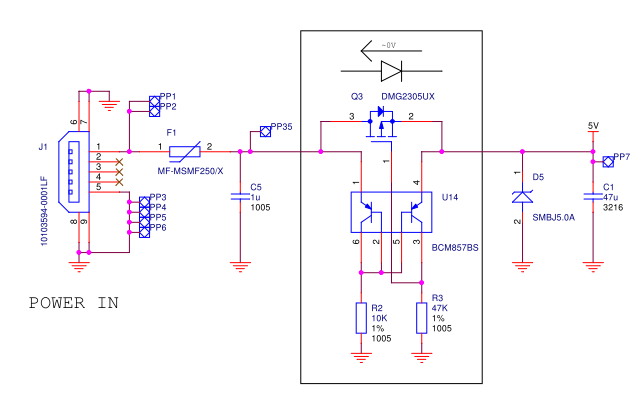 ~0V
Q3 DMG2305UX
3 2
1
PP1
PP2
6 7
J1
1
2
3
4
5
8 9
10103594-0001LF
F1
1 2
MF-MSMF250/X
PP35
PP3
PP4
PP5
PP6
C5
1u
1005
1 4
U14
6 2 5 3
BCM857BS
R2
10K
1%
1005
R3
47K
1%
1005
5V
PP7
1
D5
2
SMBJ5.0A
C1
47u
3216
POWER IN